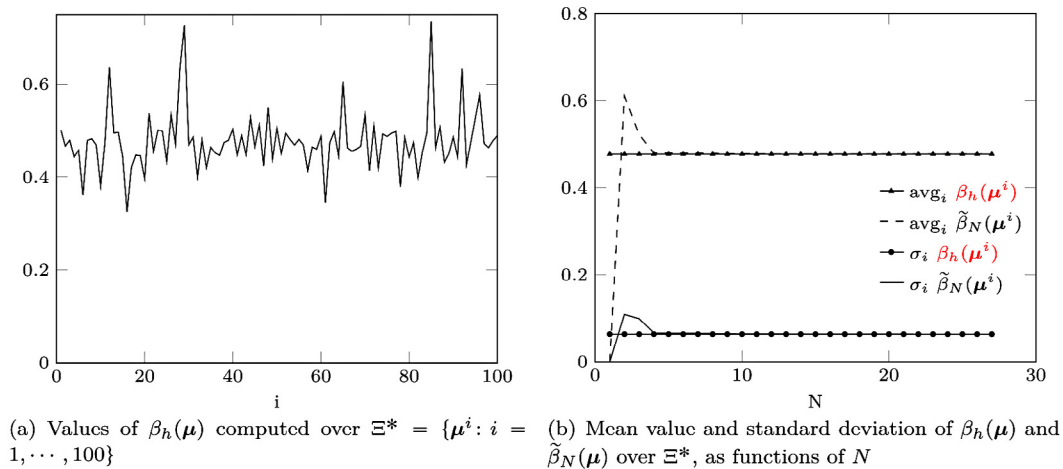 0.6
0.4
0.2
0
0 20 40 60 80 100
i
0.8
0.6
0.4
0.2
0
0 10 20 30
N
avg_i β_h(μ^i)
avg_i β̃_N(μ^i)
σ_i β_h(μ^i)
σ_i β̃_N(μ^i)
(a) Values of β_h(μ) computed over Ξ* = {μ^i : i =
1, ⋯ , 100}
(b) Mean value and standard deviation of β_h(μ) and
β̃_N(μ) over Ξ*, as functions of N